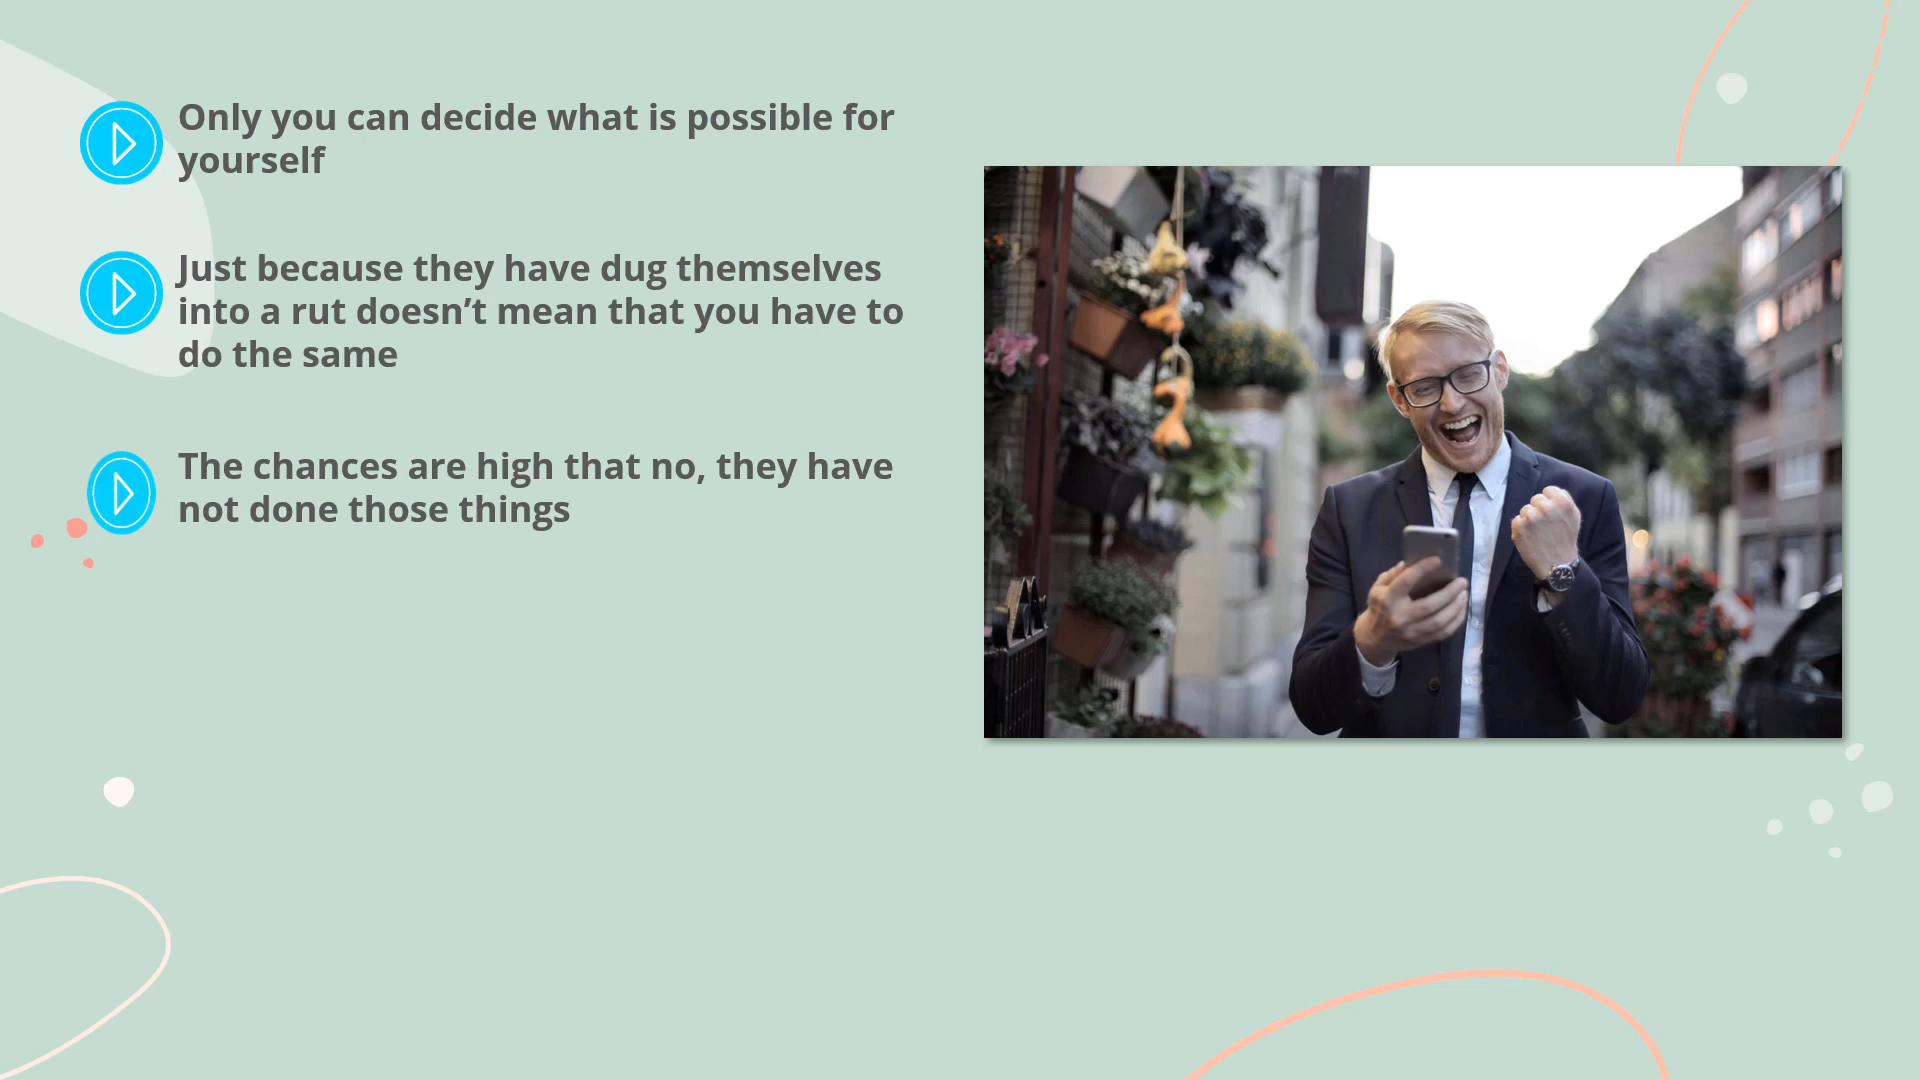 Only you can decide what is possible for
yourself
Just because they have dug themselves
into a rut doesn’t mean that you have to
do the same
The chances are high that no, they have
not done those things